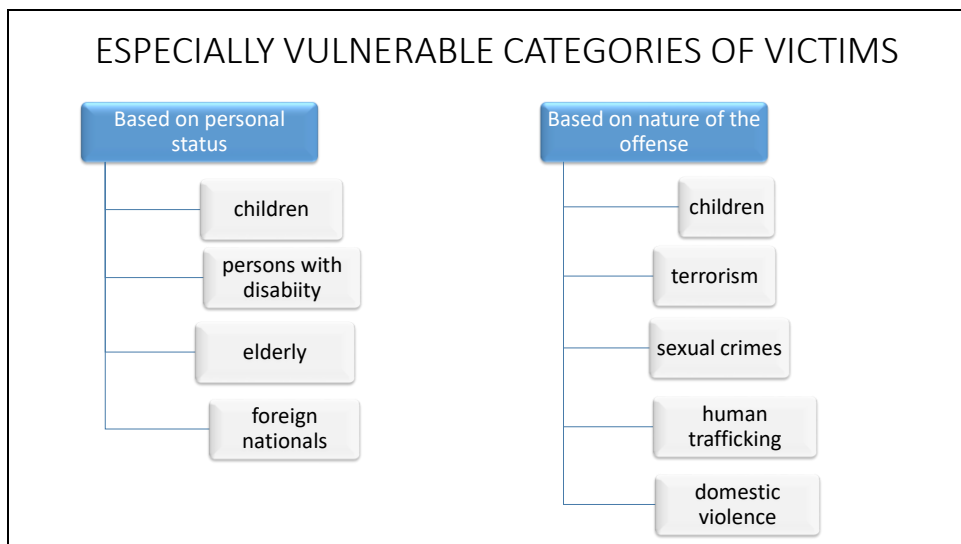 ESPECIALLY VULNERABLE CATEGORIES OF VICTIMS
Based on personal
status
children
persons with
disabiity
elderly
foreign
nationals
Based on nature of the
offense
children
terrorism
sexual crimes
human
trafficking
domestic
violence